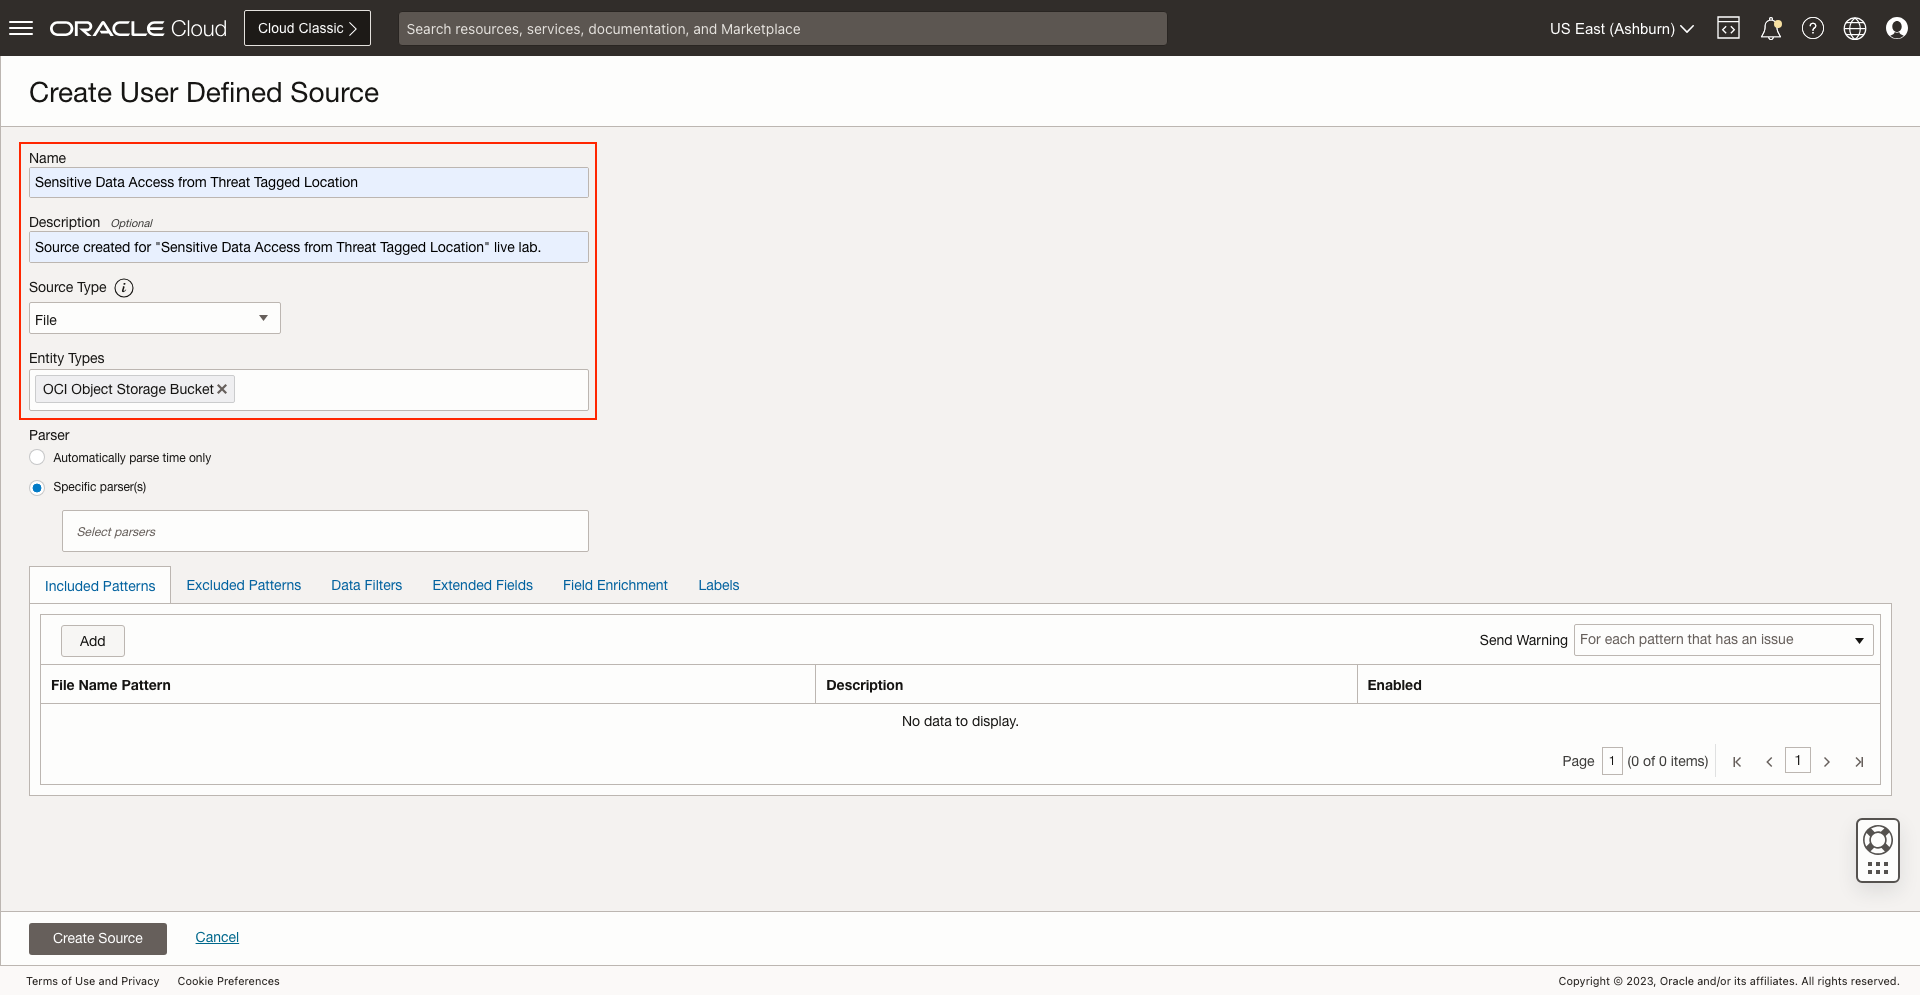 ORACLE Cloud
Cloud Classic
Search resources, services, documentation, and Marketplace
US East (Ashburn)
Create User Defined Source
Name
Sensitive Data Access from Threat Tagged Location
Description Optional
Source created for "Sensitive Data Access from Threat Tagged Location" live lab.
Source Type
File
Entity Types
OCI Object Storage Bucket
Parser
Automatically parse time only
Specific parser(s)
Select parsers
Included Patterns Excluded Patterns Data Filters Extended Fields Field Enrichment Labels
Add
Send Warning For each pattern that has an issue
File Name Pattern Description Enabled
No data to display.
Page 1 (0 of 0 items) 1
Create Source Cancel
Terms of Use and Privacy Cookie Preferences
Copyright © 2023, Oracle and/or its affiliates. All rights reserved.